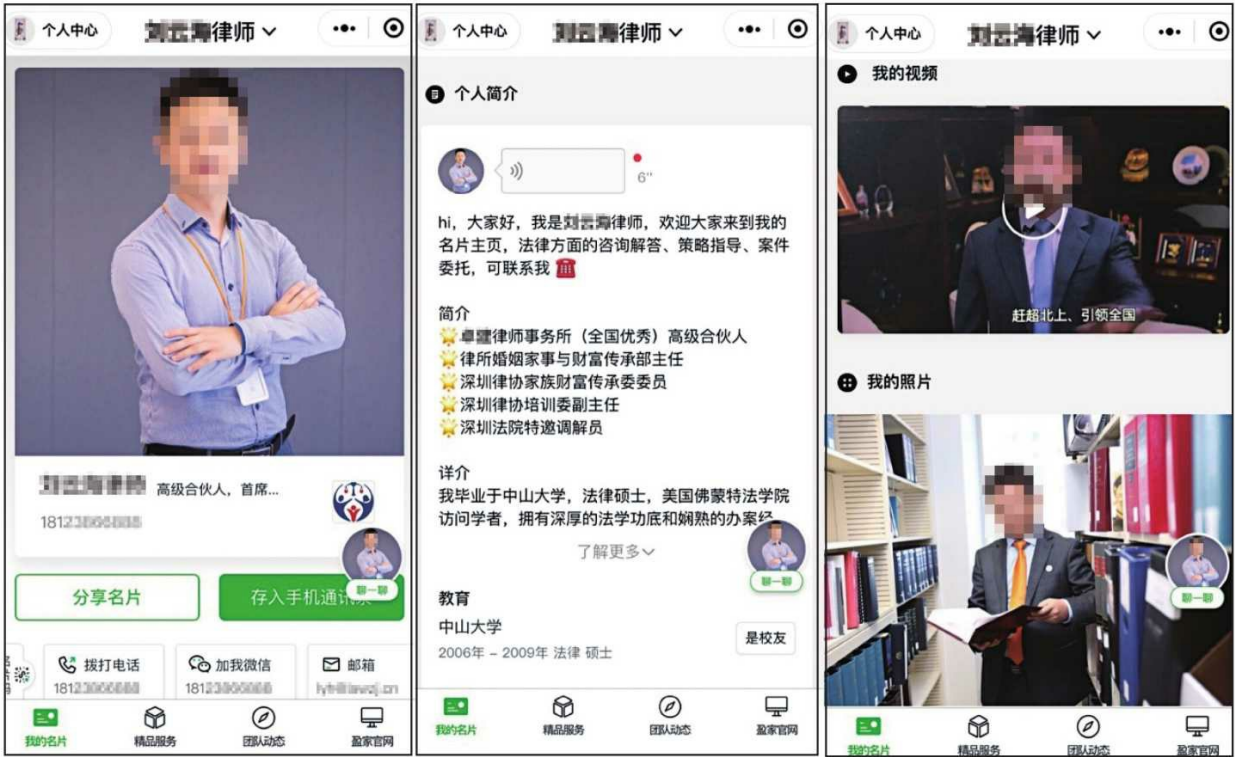 个人中心
律师
高级合伙人，首席...
分享名片
存入手机通讯
聊一聊
拨打电话
加我微信
邮箱
我的名片
精品服务
团队动态
盈家官网
个人中心
律师
个人简介
6"
hi，大家好，我是律师，欢迎大家来到我的
名片主页，法律方面的咨询解答、策略指导、案件
委托，可联系我
简介
律师事务所（全国优秀）高级合伙人
律所婚姻家事与财富传承部主任
深圳律协家族财富传承委委员
深圳律协培训委副主任
深圳法院特邀调解员
详介
我毕业于中山大学，法律硕士，美国佛蒙特法学院
访问学者，拥有深厚的法学功底和娴熟的办案经
了解更多
聊一聊
教育
中山大学
2006年 – 2009年 法律 硕士
是校友
我的名片
精品服务
团队动态
盈家官网
个人中心
律师
我的视频
赶超北上、引领全国
我的照片
聊一聊
我的名片
精品服务
团队动态
盈家官网